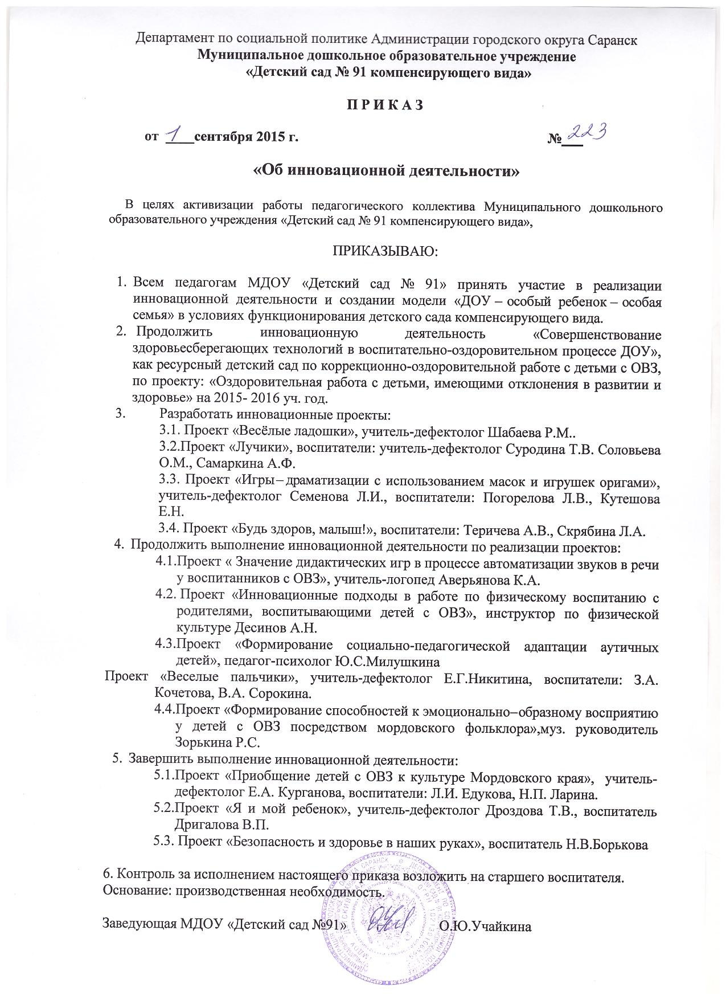 Департамент по социальной политике Администрации городского округа Саранск
Муниципальное дошкольное образовательное учреждение
«Детский сад № 91 компенсирующего вида»
П Р И К А З
от 1 сентября 2015 г. № 223
«Об инновационной деятельности»
В целях активизации работы педагогического коллектива Муниципального дошкольного
образовательного учреждения «Детский сад № 91 компенсирующего вида»,
ПРИКАЗЫВАЮ:
1. Всем педагогам МДОУ «Детский сад № 91» принять участие в реализации
инновационной деятельности и создании модели «ДОУ – особый ребенок – особая
семья» в условиях функционирования детского сада компенсирующего вида.
2. Продолжить инновационную деятельность «Совершенствование
здоровьесберегающих технологий в воспитательно-оздоровительном процессе ДОУ»,
как ресурсный детский сад по коррекционно-оздоровительной работе с детьми с ОВЗ,
по проекту: «Оздоровительная работа с детьми, имеющими отклонения в развитии и
здоровье» на 2015- 2016 уч. год.
3. Разработать инновационные проекты:
3.1. Проект «Весёлые ладошки», учитель-дефектолог Шабаева Р.М..
3.2.Проект «Лучики», воспитатели: учитель-дефектолог Суродина Т.В. Соловьева
О.М., Самаркина А.Ф.
3.3. Проект «Игры–драматизации с использованием масок и игрушек оригами»,
учитель-дефектолог Семенова Л.И., воспитатели: Погорелова Л.В., Кутешова
Е.Н.
3.4. Проект «Будь здоров, малыш!», воспитатели: Теричева А.В., Скрябина Л.А.
4. Продолжить выполнение инновационной деятельности по реализации проектов:
4.1.Проект « Значение дидактических игр в процессе автоматизации звуков в речи
у воспитанников с ОВЗ», учитель-логопед Аверьянова К.А.
4.2. Проект «Инновационные подходы в работе по физическому воспитанию с
родителями, воспитывающими детей с ОВЗ», инструктор по физической
культуре Десинов А.Н.
4.3.Проект «Формирование социально-педагогической адаптации аутичных
детей», педагог-психолог Ю.С.Милушкина
Проект «Веселые пальчики», учитель-дефектолог Е.Г.Никитина, воспитатели: З.А.
Кочетова, В.А. Сорокина.
4.4.Проект «Формирование способностей к эмоционально–образному восприятию
у детей с ОВЗ посредством мордовского фольклора»,муз. руководитель
Зорькина Р.С.
5. Завершить выполнение инновационной деятельности:
5.1.Проект «Приобщение детей с ОВЗ к культуре Мордовского края», учитель-
дефектолог Е.А. Курганова, воспитатели: Л.И. Едукова, Н.П. Ларина.
5.2.Проект «Я и мой ребенок», учитель-дефектолог Дроздова Т.В., воспитатель
Дригалова В.П.
5.3. Проект «Безопасность и здоровье в наших руках», воспитатель Н.В.Борькова
6. Контроль за исполнением настоящего приказа возложить на старшего воспитателя.
Основание: производственная необходимость.
Заведующая МДОУ «Детский сад №91» О.Ю.Учайкина